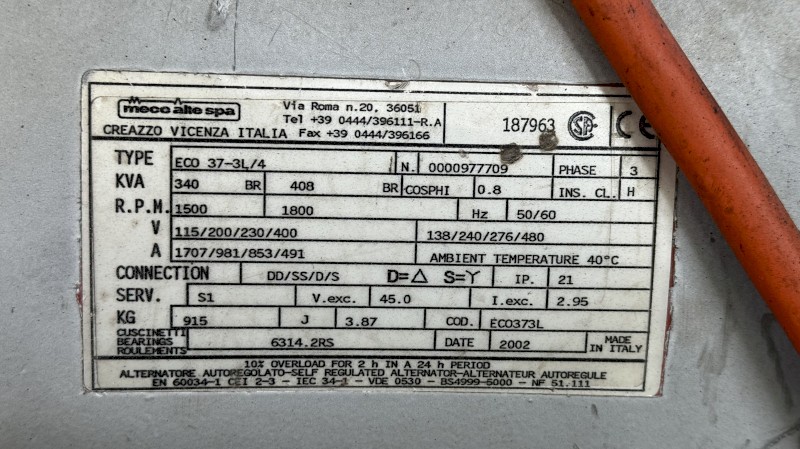 mecc alte spa
Via Roma n.20, 36051
Tel +39 0444/396111-R.A
CREAZZO VICENZA ITALIA Fax +39 0444/396166
187963 CE
TYPE ECO 37-3L/4 N. 0000977709 PHASE 3
KVA 340 BR 408 BR COSPHI 0.8 INS. CL. H
R.P.M. 1500 1800 Hz 50/60
V 115/200/230/400 138/240/276/480
A 1707/981/853/491 AMBIENT TEMPERATURE 40°C
CONNECTION DD/SS/D/S D=△ S=Y IP. 21
SERV. S1 V.exc. 45.0 I.exc. 2.95
KG 915 J 3.87 COD. ECO373L
CUSCINETTI
BEARINGS 6314.2RS DATE 2002 MADE
ROULEMENTS IN ITALY
10% OVERLOAD FOR 2 h IN A 24 h PERIOD
ALTERNATORE AUTOREGOLATO-SELF REGULATED ALTERNATOR-ALTERNATEUR AUTOREGULE
EN 60034-1 CEI 2-3 - IEC 34-1 - VDE 0530 - BS4999-5000 - NF 51.111